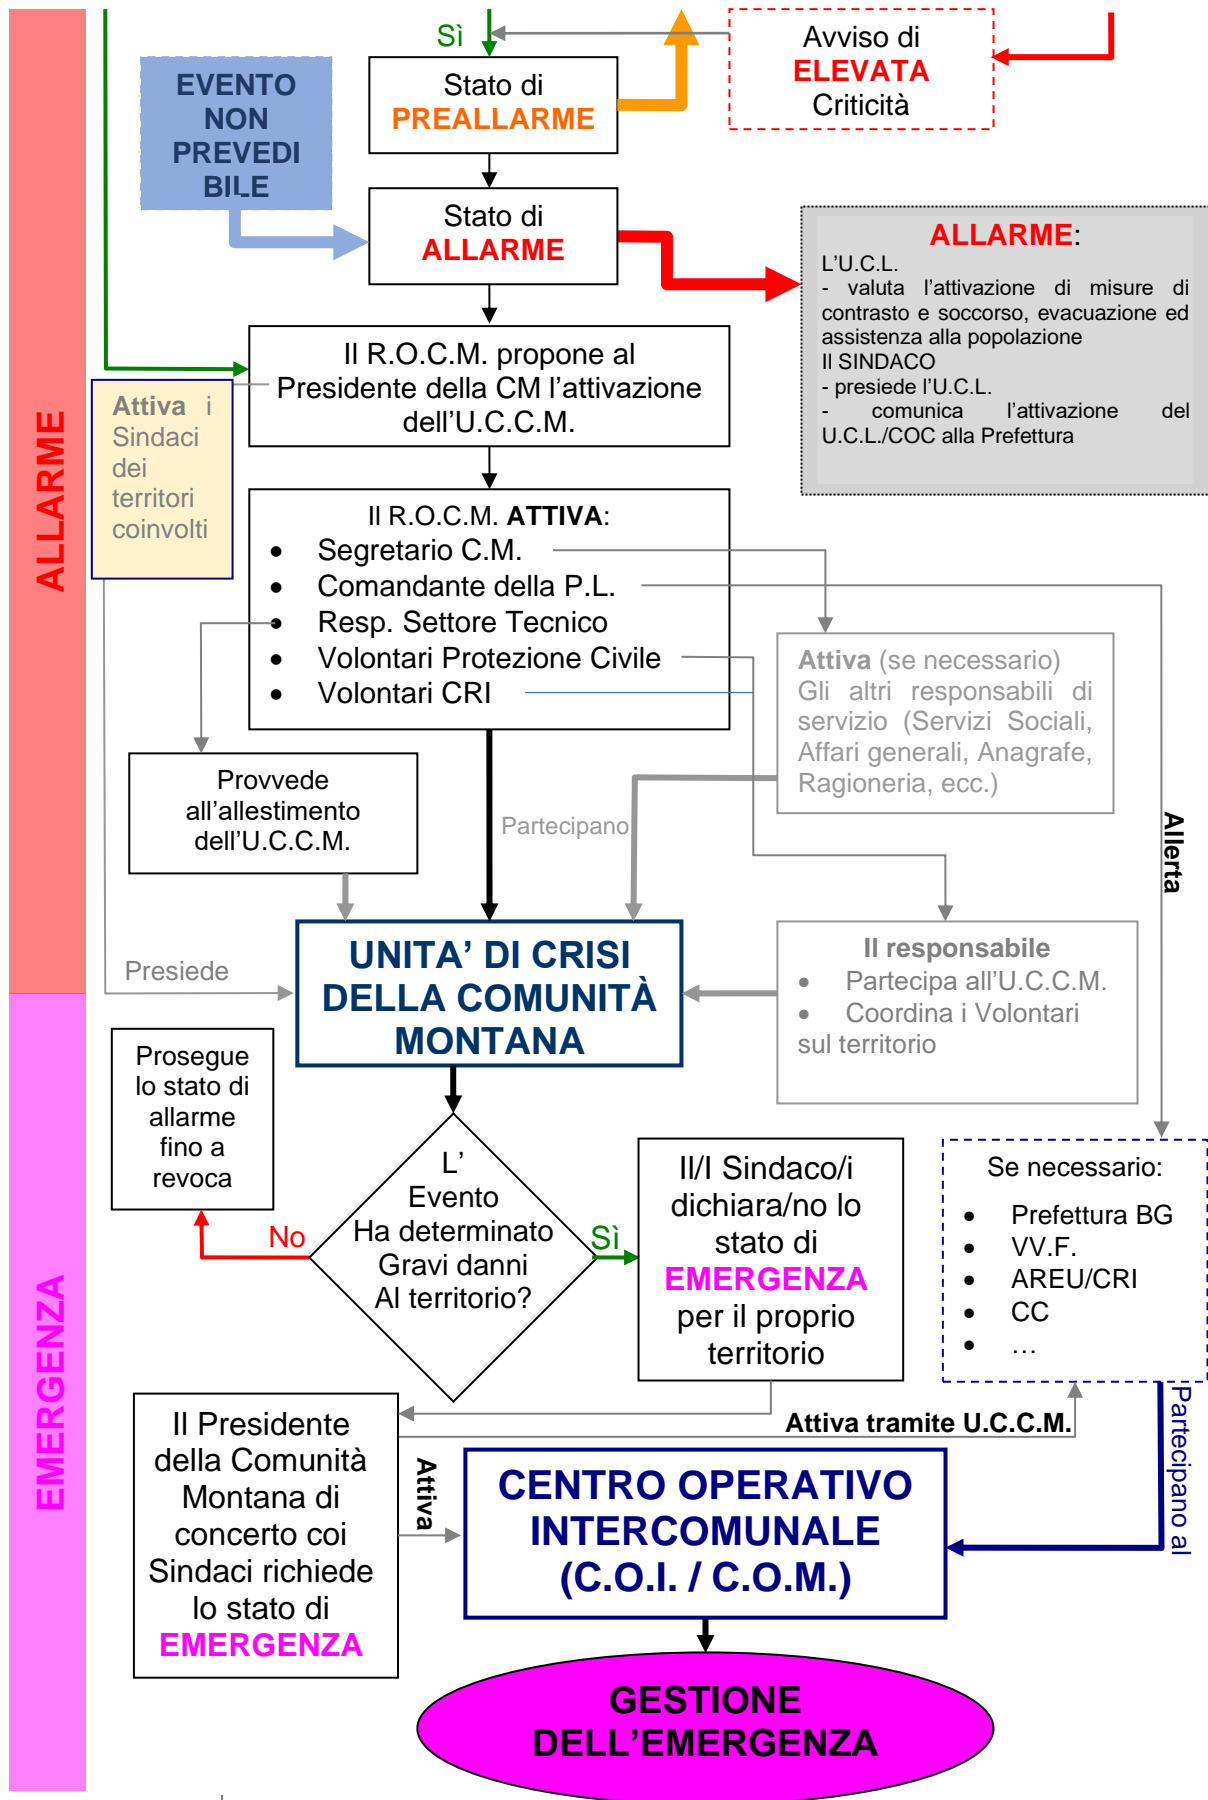 Sì
Avviso di
ELEVATA
Criticità
EVENTO
NON
PREVEDI
BILE
Stato di
PREALLARME
Stato di
ALLARME
ALLARME:
L’U.C.L.
- valuta l’attivazione di misure di
contrasto e soccorso, evacuazione ed
assistenza alla popolazione
Il SINDACO
- presiede l’U.C.L.
- comunica l’attivazione del
U.C.L./COC alla Prefettura
Il R.O.C.M. propone al
Presidente della CM l’attivazione
dell’U.C.C.M.
Attiva i
Sindaci
dei
territori
coinvolti
ALLARME
Il R.O.C.M. ATTIVA:
• Segretario C.M.
• Comandante della P.L.
• Resp. Settore Tecnico
• Volontari Protezione Civile
• Volontari CRI
Attiva (se necessario)
Gli altri responsabili di
servizio (Servizi Sociali,
Affari generali, Anagrafe,
Ragioneria, ecc.)
Provvede
all’allestimento
dell’U.C.C.M.
Partecipano
Allerta
Presiede
UNITA’ DI CRISI
DELLA COMUNITÀ
MONTANA
Il responsabile
• Partecipa all’U.C.C.M.
• Coordina i Volontari
sul territorio
Prosegue
lo stato di
allarme
fino a
revoca
No
L’
Evento
Ha determinato
Gravi danni
Al territorio?
Sì
Il/I Sindaco/i
dichiara/no lo
stato di
EMERGENZA
per il proprio
territorio
Se necessario:
• Prefettura BG
• VV.F.
• AREU/CRI
• CC
• …
EMERGENZA
Il Presidente
della Comunità
Montana di
concerto coi
Sindaci richiede
lo stato di
EMERGENZA
Attiva tramite U.C.C.M.
Attiva
Partecipano al
CENTRO OPERATIVO
INTERCOMUNALE
(C.O.I. / C.O.M.)
GESTIONE
DELL’EMERGENZA